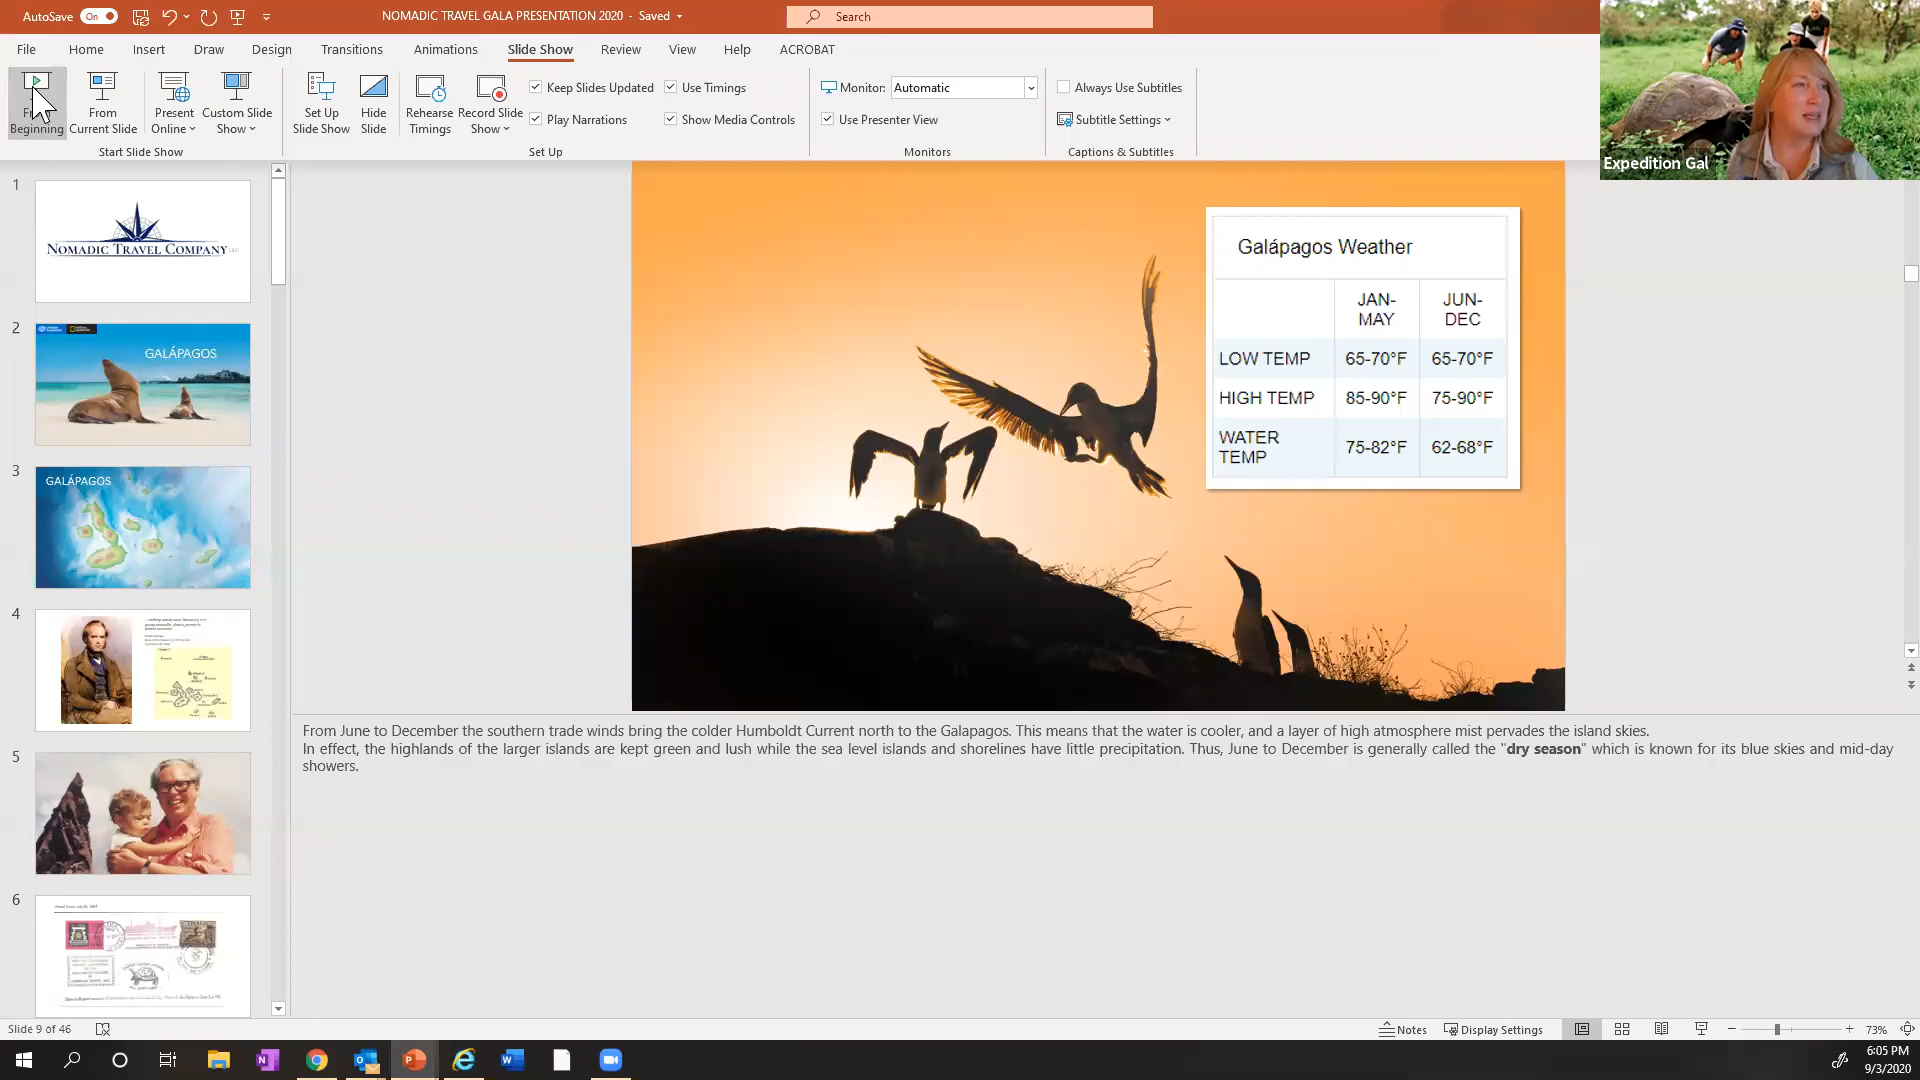 AutoSave On NOMADIC TRAVEL GALA PRESENTATION 2020 - Saved Search
File Home Insert Draw Design Transitions Animations Slide Show Review View Help ACROBAT
Beginning
From
Current Slide
Present
Online
Custom Slide
Show
Start Slide Show
Set Up
Slide Show
Hide
Slide
Rehearse
Timings
Record Slide
Show
Keep Slides Updated
Play Narrations
Use Timings
Show Media Controls
Set Up
Monitor: Automatic
Use Presenter View
Monitors
Always Use Subtitles
Subtitle Settings
Captions & Subtitles
Expedition Gal
1
NOMADIC TRAVEL COMPANY
2
GALÁPAGOS
3
GALÁPAGOS
4
5
6
Galápagos Weather
JAN-
MAY
JUN-
DEC
LOW TEMP 65-70°F 65-70°F
HIGH TEMP 85-90°F 75-90°F
WATER
TEMP
75-82°F 62-68°F
From June to December the southern trade winds bring the colder Humboldt Current north to the Galapagos. This means that the water is cooler, and a layer of high atmosphere mist pervades the island skies.
In effect, the highlands of the larger islands are kept green and lush while the sea level islands and shorelines have little precipitation. Thus, June to December is generally called the "dry season" which is known for its blue skies and mid-day
showers.
Slide 9 of 46 Notes Display Settings 73%
6:05 PM
9/3/2020